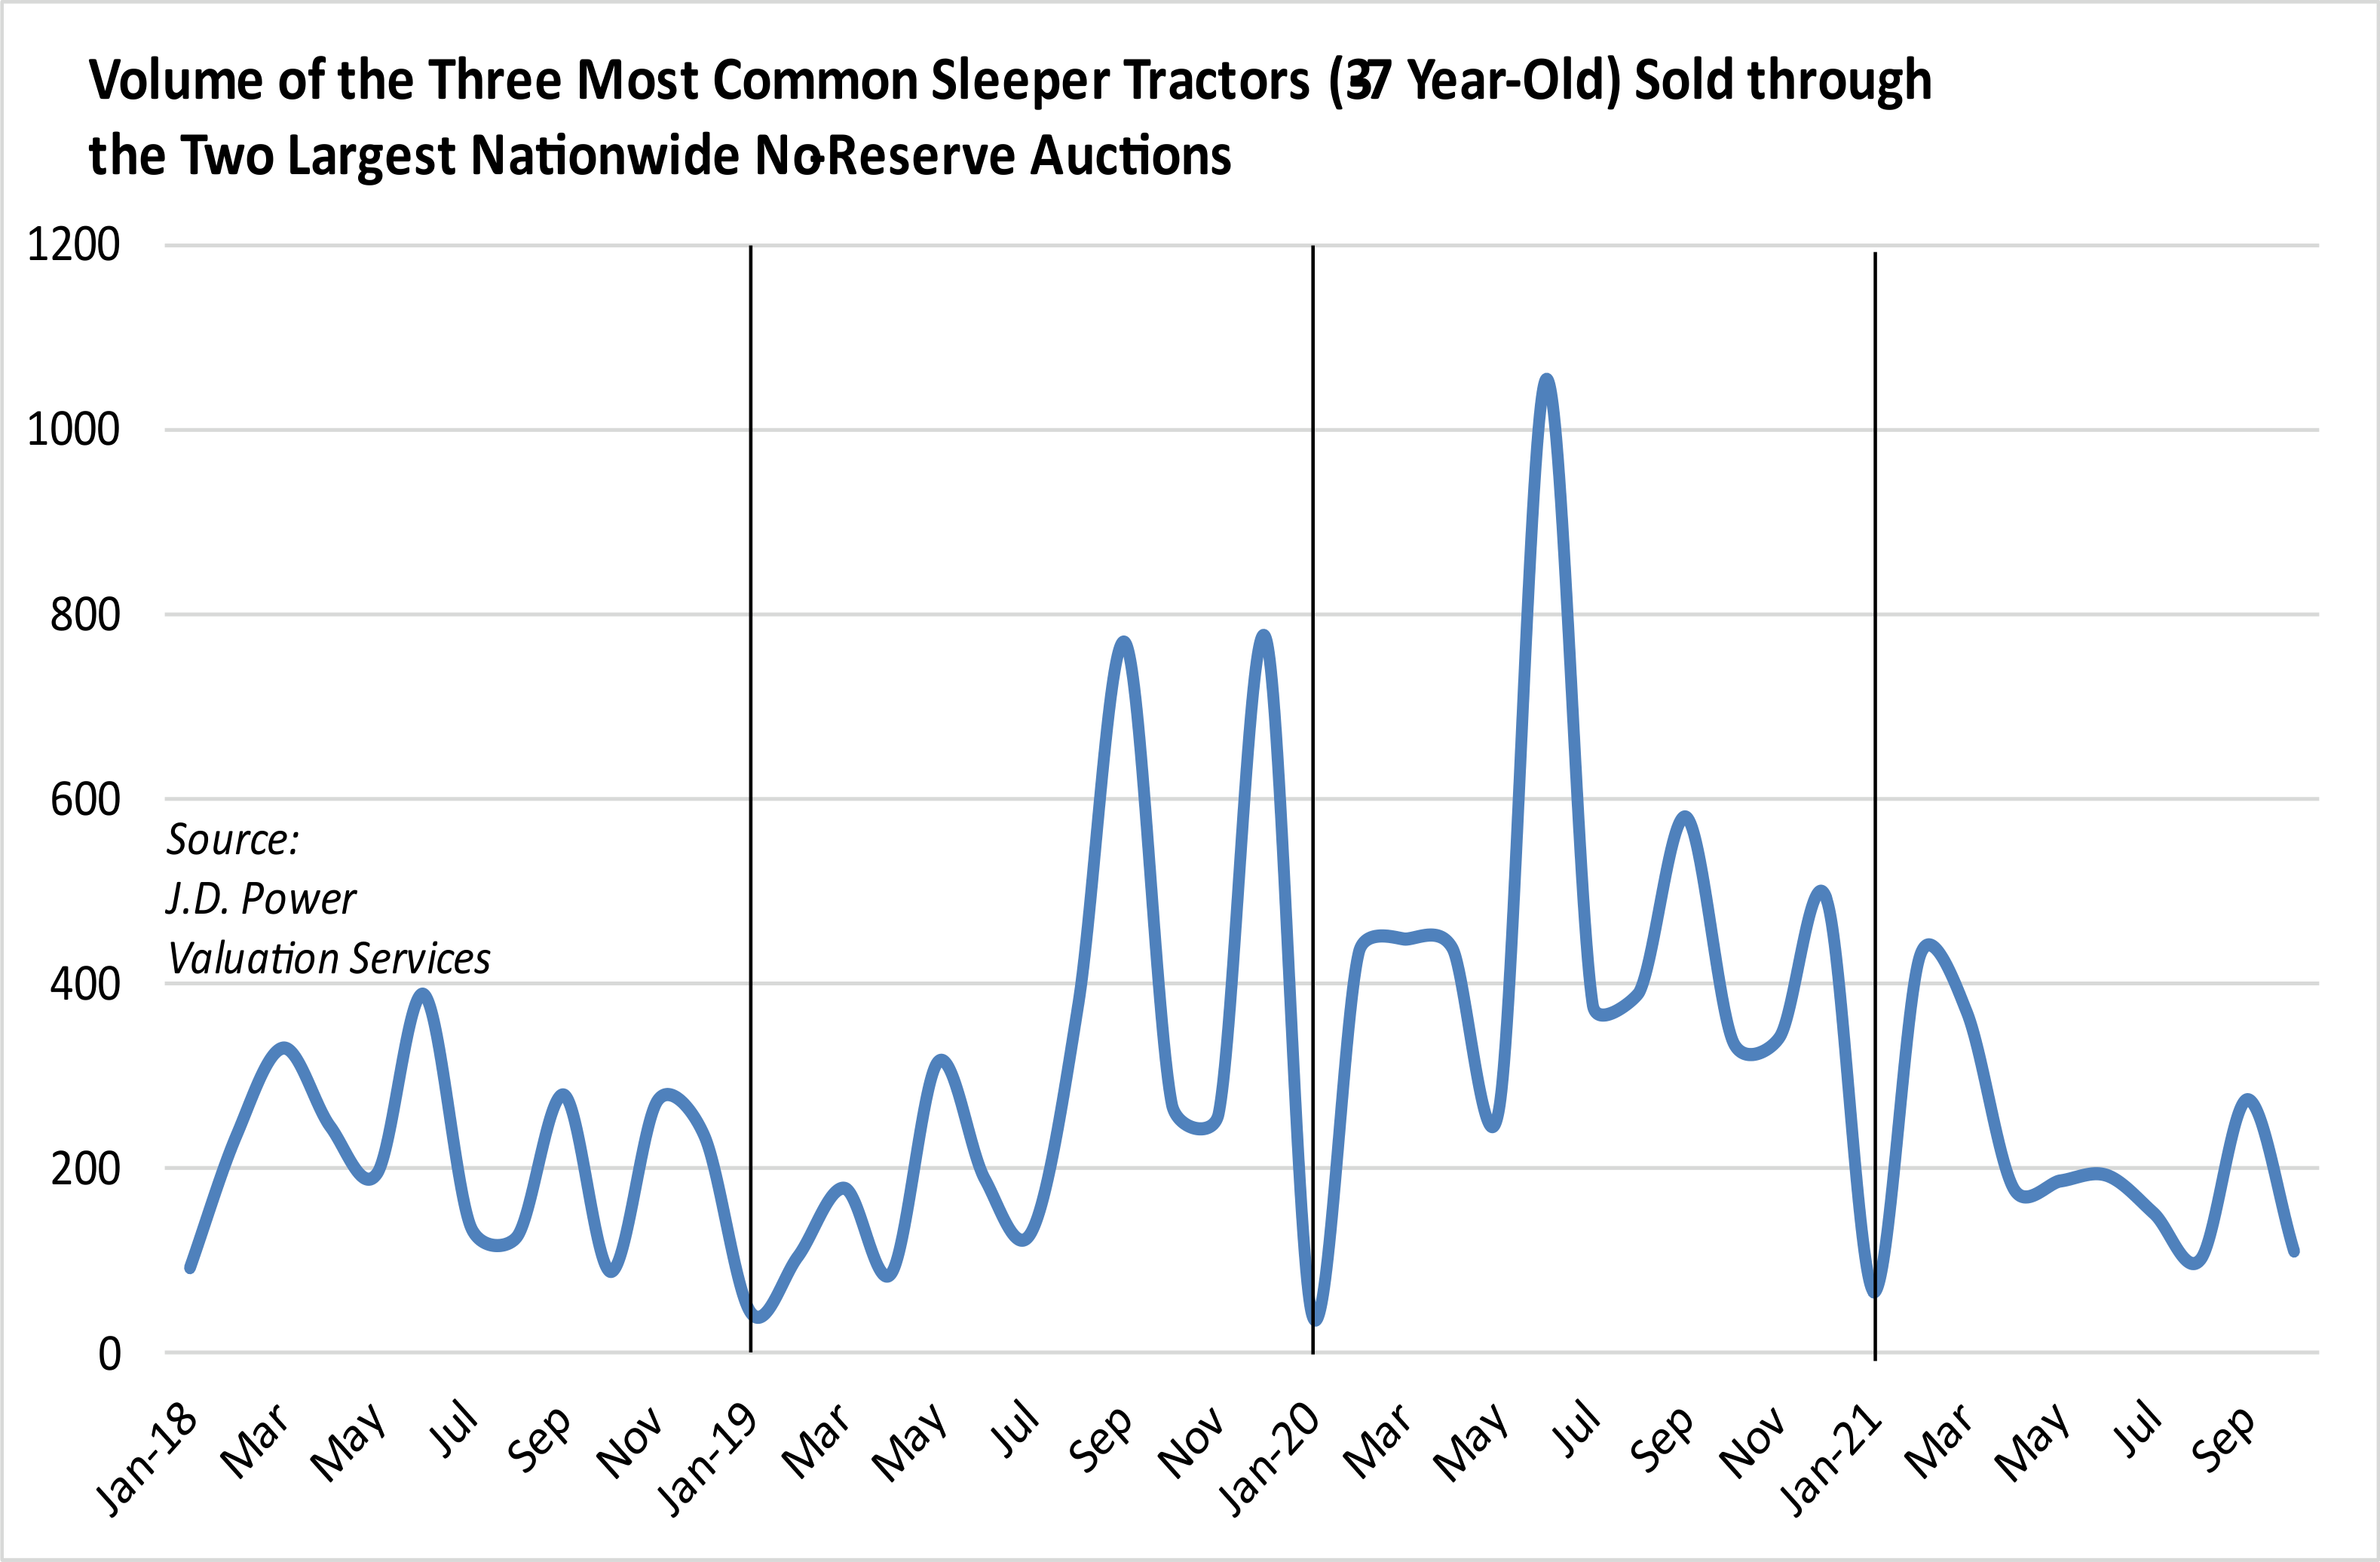 Volume of the Three Most Common Sleeper Tractors (37 Year-Old) Sold through
the Two Largest Nationwide No-Reserve Auctions
1200
1000
800
600
Source:
J.D. Power
Valuation Services
400
200
0
Jan-18 Mar May Jul Sep Nov Jan-19 Mar May Jul Sep Nov Jan-20 Mar May Jul Sep Nov Jan-21 Mar May Jul Sep